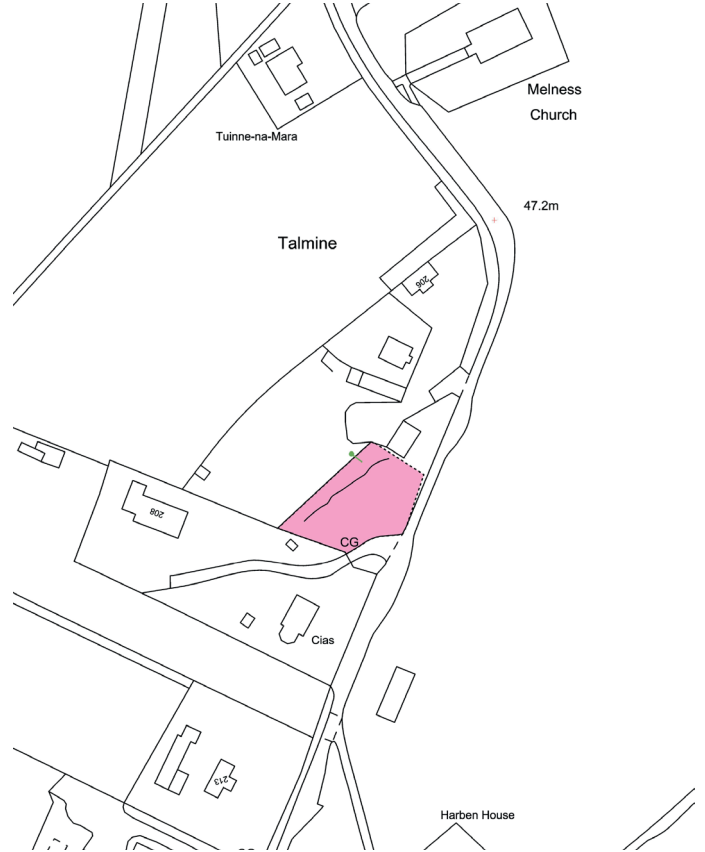 Melness
Church
Tuinne-na-Mara
47.2m
Talmine
206
208
CG
Cias
213
Harben House